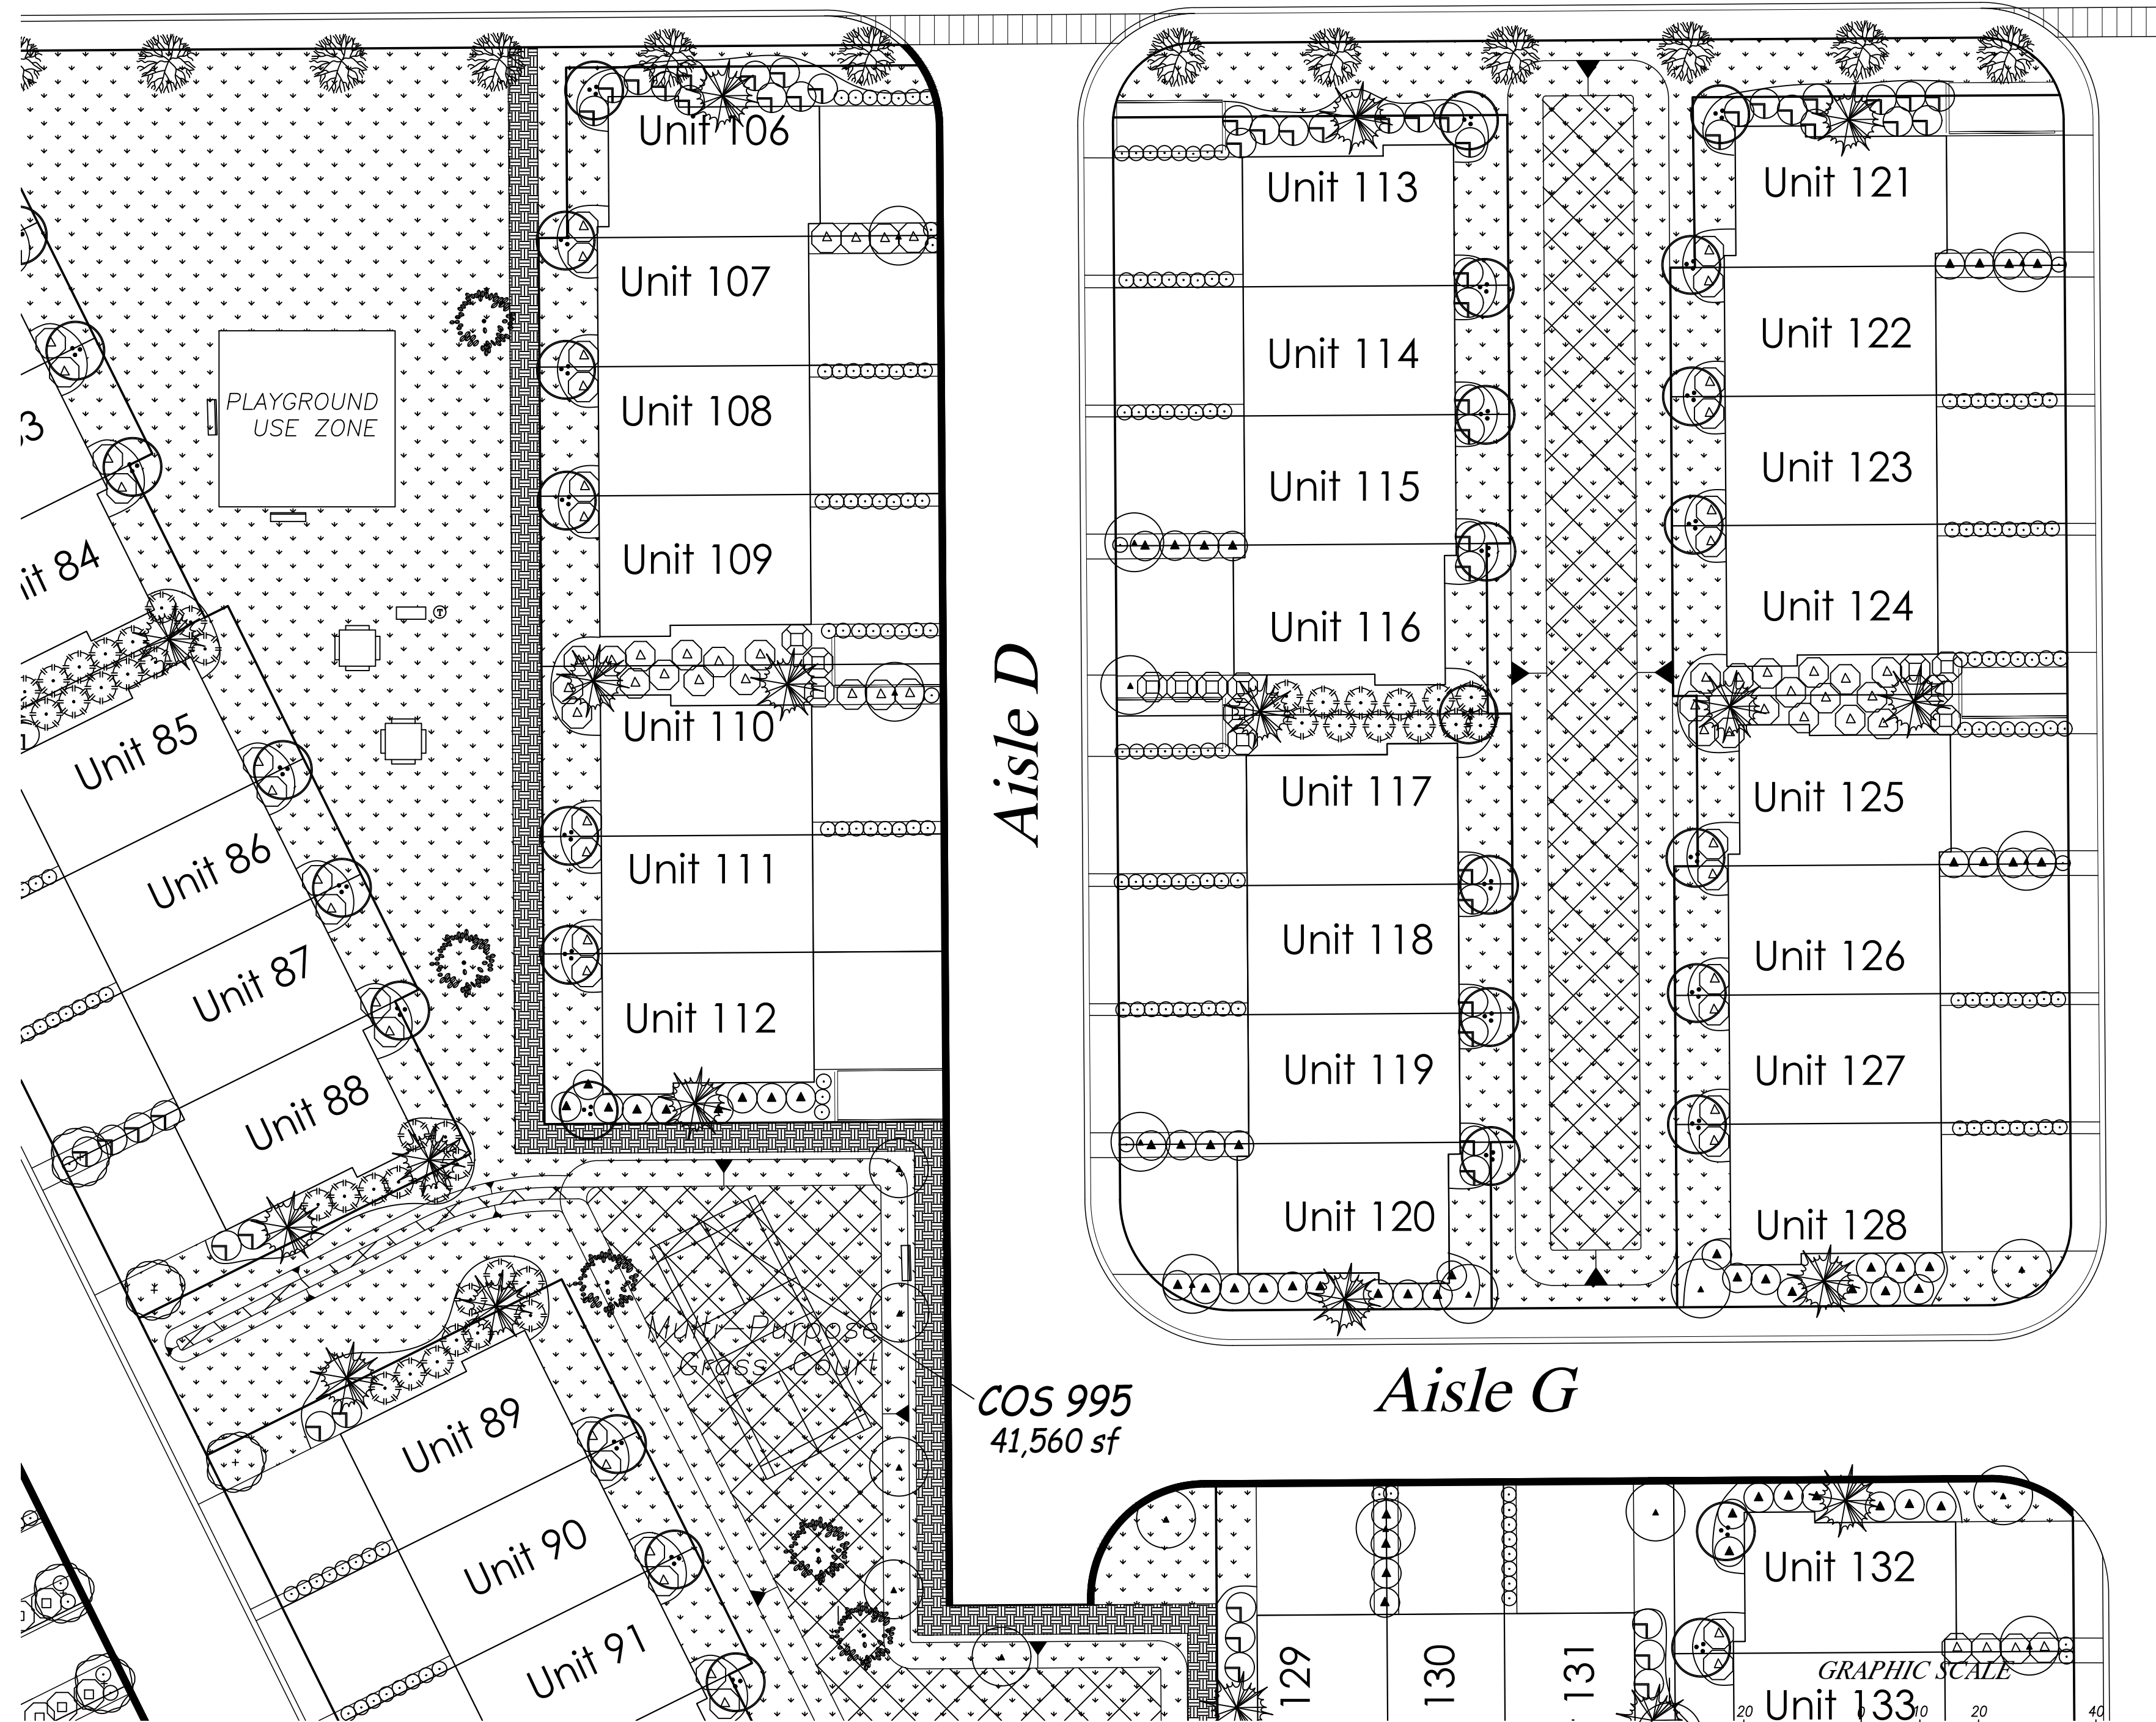 Unit 106
Unit 107
Unit 108
Unit 109
Unit 110
Unit 111
Unit 112
PLAYGROUND
USE ZONE
3
it 84
Unit 85
Unit 86
Unit 87
Unit 88
Unit 89
Unit 90
Unit 91
T
Multi-Purpose
Grass Court
Aisle D
Unit 113
Unit 114
Unit 115
Unit 116
Unit 117
Unit 118
Unit 119
Unit 120
Unit 121
Unit 122
Unit 123
Unit 124
Unit 125
Unit 126
Unit 127
Unit 128
Aisle G
COS 995
41,560 sf
129
130
131
Unit 132
GRAPHIC SCALE
Unit 133
20 0 10 20 40